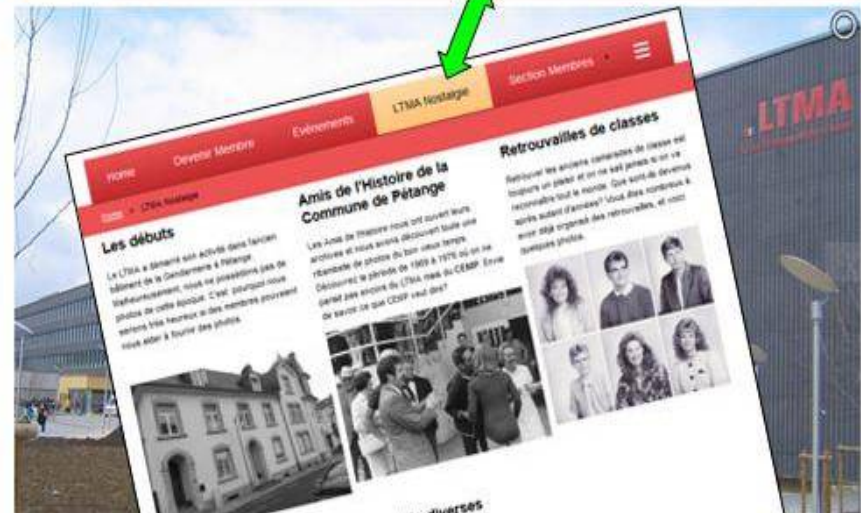 Home
Devenir Membre
Evénements
LTMA Nostalgie
Section Membres
Home • LTMA Nostalgie
Les débuts
Le LTMA a démarré son activité dans l'ancien
bâtiment de la Gendarmerie à Pétange.
Malheureusement, nous ne possédons pas de
photos de cette époque. C'est pourquoi nous
serions très heureux si des membres pouvaient
nous aider à fournir des photos.
Amis de l'Histoire de la
Commune de Pétange
Les Amis de l'Histoire nous ont ouvert leurs
archives et nous avons découvert toute une
ribambelle de photos du bon vieux temps.
Découvrez la période de 1969 à 1979 où on ne
parlait pas encore du LTMA mais du CEMP. Envie
de savoir ce que CEMP veut dire?
Retrouvailles de classes
Retrouver les anciens camarades de classe est
toujours un plaisir et on ne sait jamais si on va
reconnaître tout le monde. Que sont-ils devenus
après autant d'années? Vous êtes nombreux à
avoir déjà organisé des retrouvailles, et voici
quelques photos.
diverses
LTMA